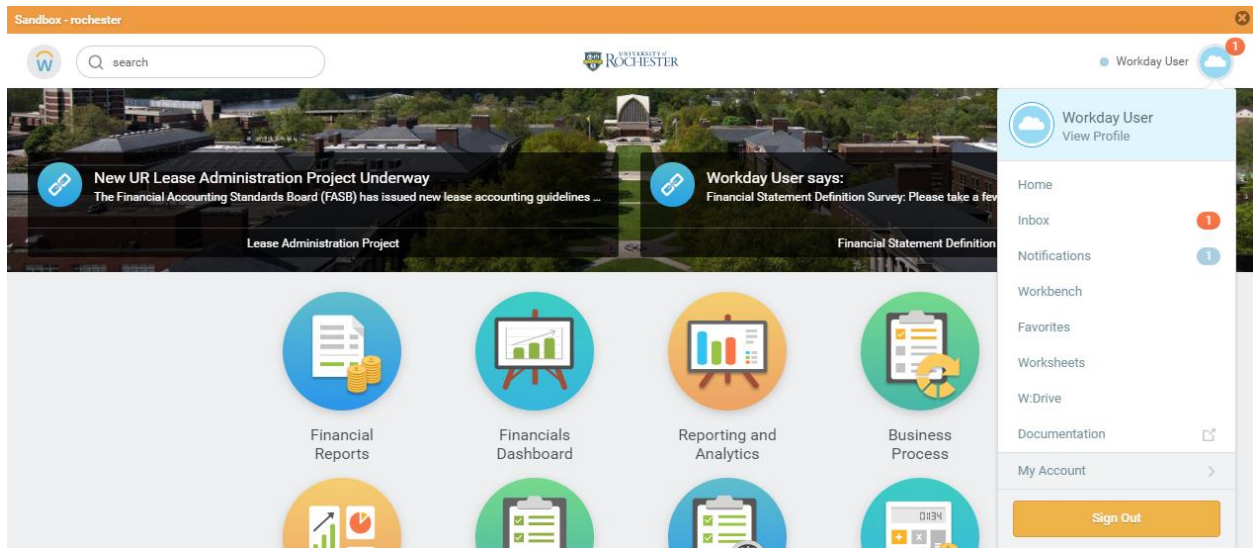 Sandbox - rochester
search
UNIVERSITY of
ROCHESTER
Workday User
1
New UR Lease Administration Project Underway
The Financial Accounting Standards Board (FASB) has issued new lease accounting guidelines ...
Lease Administration Project
Workday User says:
Financial Statement Definition Survey: Please take a few
Financial Statement Definition
Workday User
View Profile
Home
Inbox
1
Notifications
1
Workbench
Favorites
Worksheets
W:Drive
Documentation
My Account
Sign Out
Financial
Reports
Financials
Dashboard
Reporting and
Analytics
Business
Process
01134